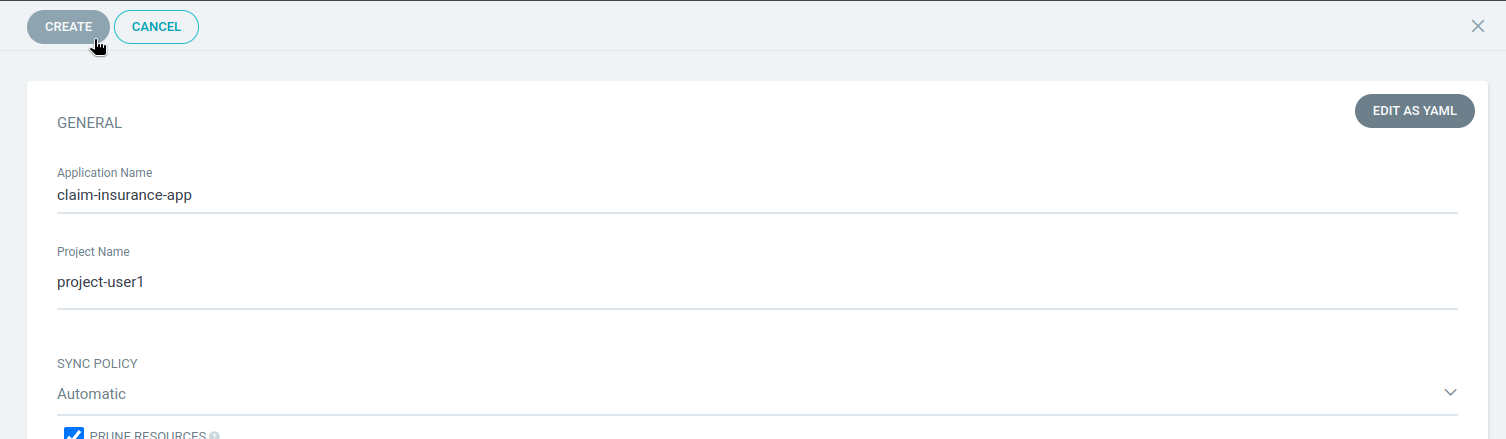 CREATE CANCEL
EDIT AS YAML
GENERAL
Application Name
claim-insurance-app
Project Name
project-user1
SYNC POLICY
Automatic
PRUNE RESOURCES ?